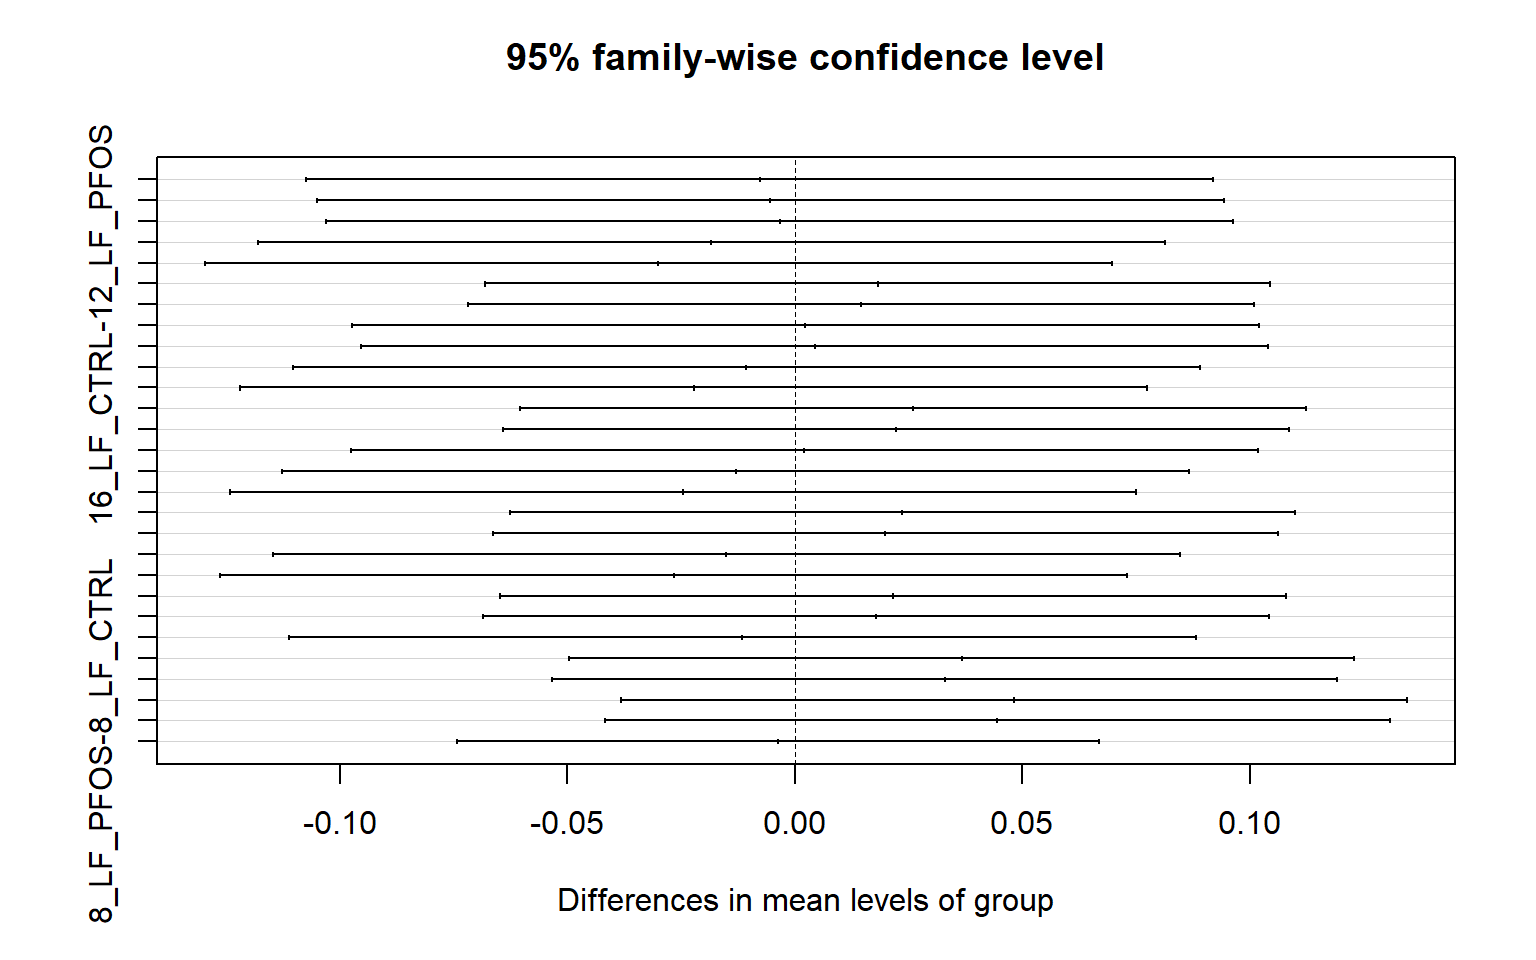 95% family-wise confidence level
16_LF_CTRL-12_LF_PFOS
8_LF_PFOS-8_LF_CTRL
-0.10 -0.05 0.00 0.05 0.10
Differences in mean levels of group